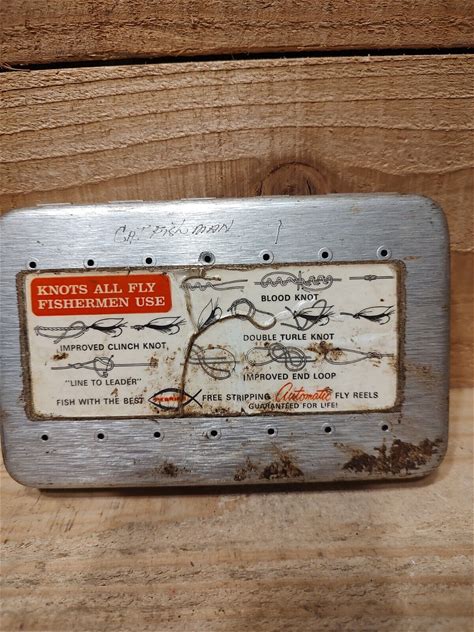 KNOTS ALL FLY
FISHERMEN USE
BLOOD KNOT
IMPROVED CLINCH KNOT
DOUBLE TURLE KNOT
"LINE TO LEADER"
IMPROVED END LOOP
FISH WITH THE BEST FREE STRIPPING Automatic FLY REELS
GUARANTEED FOR LIFE!